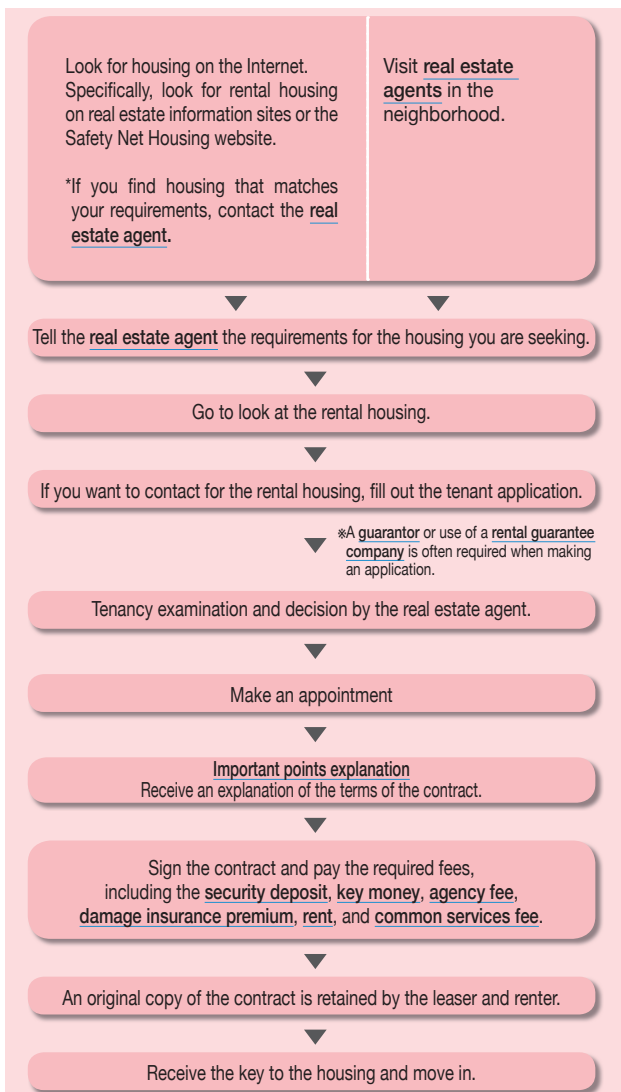 Look for housing on the Internet.
Specifically, look for rental housing
on real estate information sites or the
Safety Net Housing website.
*If you find housing that matches
your requirements, contact the real
estate agent.
Visit real estate
agents in the
neighborhood.
Tell the real estate agent the requirements for the housing you are seeking.
Go to look at the rental housing.
If you want to contact for the rental housing, fill out the tenant application.
※A guarantor or use of a rental guarantee
company is often required when making
an application.
Tenancy examination and decision by the real estate agent.
Make an appointment
Important points explanation
Receive an explanation of the terms of the contract.
Sign the contract and pay the required fees,
including the security deposit, key money, agency fee,
damage insurance premium, rent, and common services fee.
An original copy of the contract is retained by the leaser and renter.
Receive the key to the housing and move in.